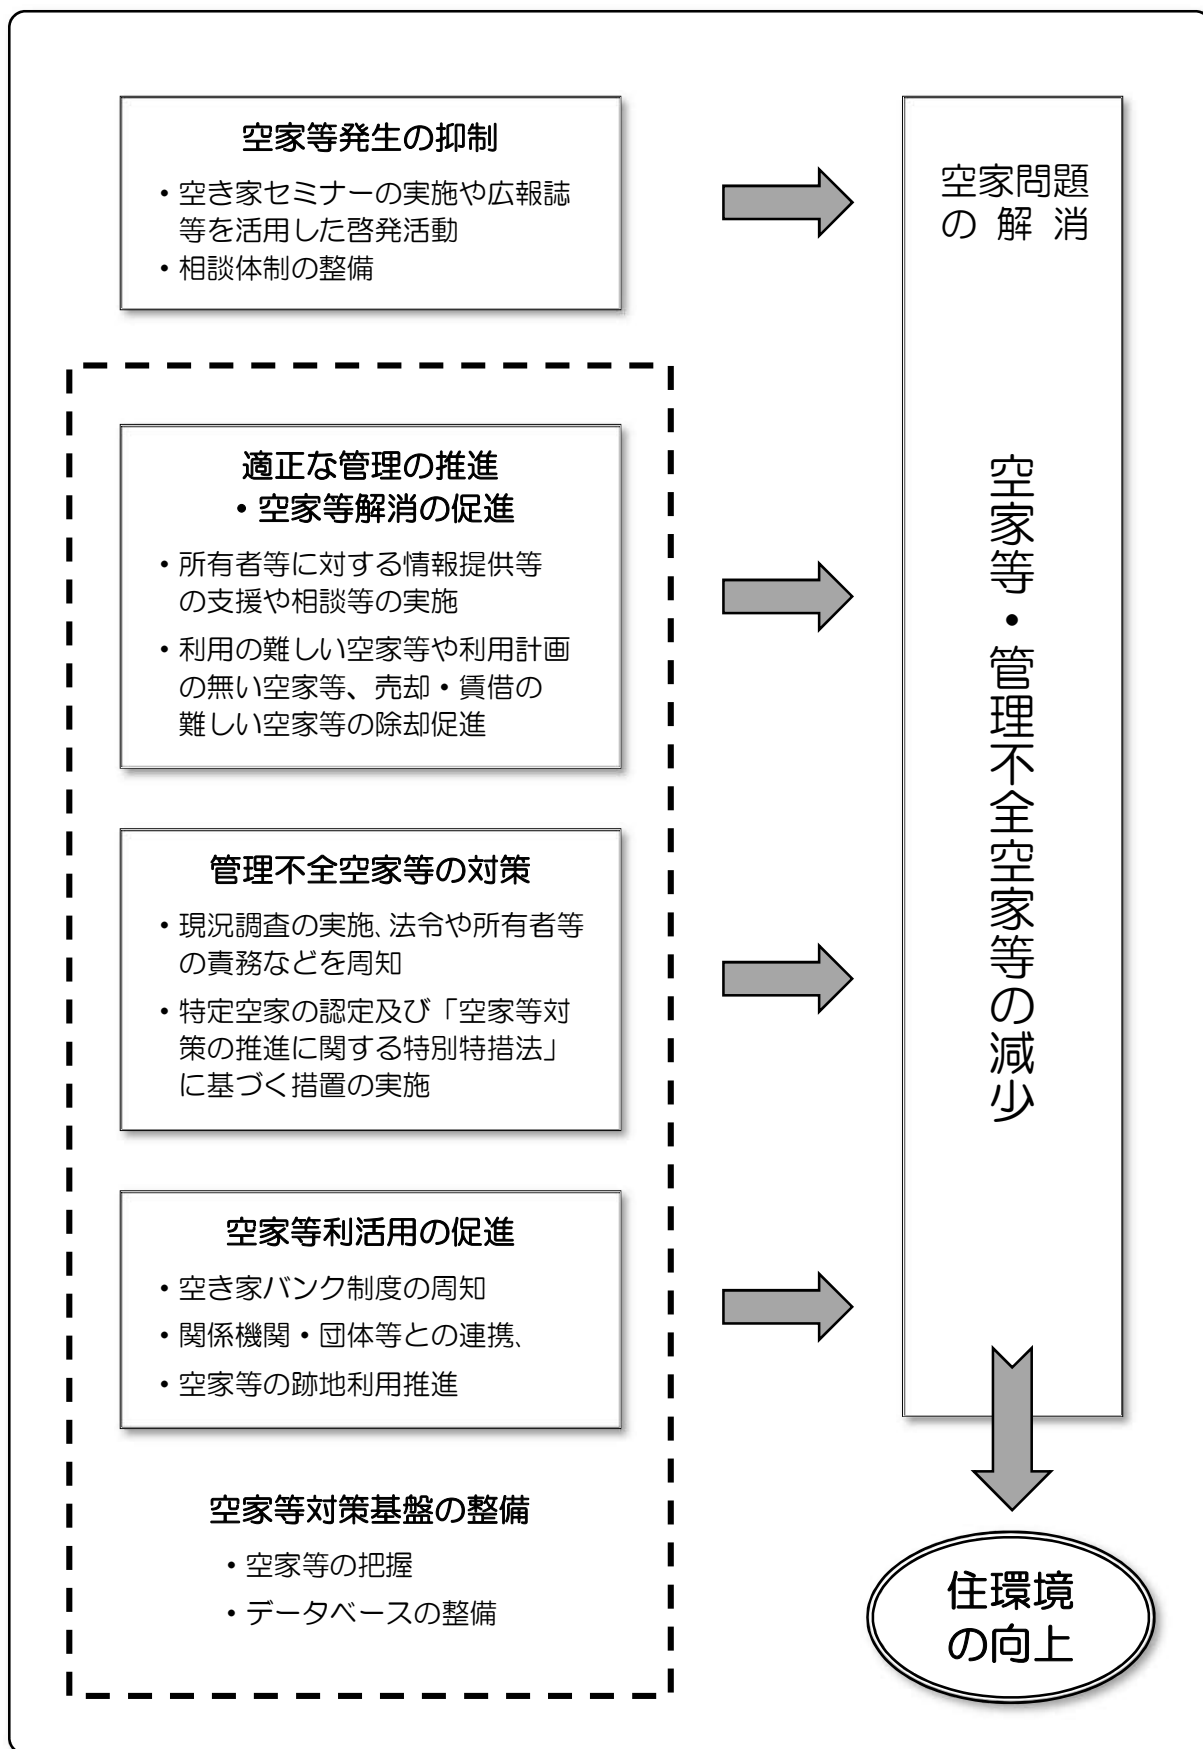 空家等発生の抑制
・空き家セミナーの実施や広報誌
等を活用した啓発活動
・相談体制の整備
適正な管理の推進
・空家等解消の促進
・所有者等に対する情報提供等
の支援や相談等の実施
・利用の難しい空家等や利用計画
の無い空家等、売却・賃借の
難しい空家等の除却促進
管理不全空家等の対策
・現況調査の実施、法令や所有者等
の責務などを周知
・特定空家の認定及び「空家等対
策の推進に関する特別特措法」
に基づく措置の実施
空家等利活用の促進
・空き家バンク制度の周知
・関係機関・団体等との連携、
・空家等の跡地利用推進
空家等対策基盤の整備
・空家等の把握
・データベースの整備
空家問題
の解消
空家等・管理不全空家等の減少
住環境
の向上